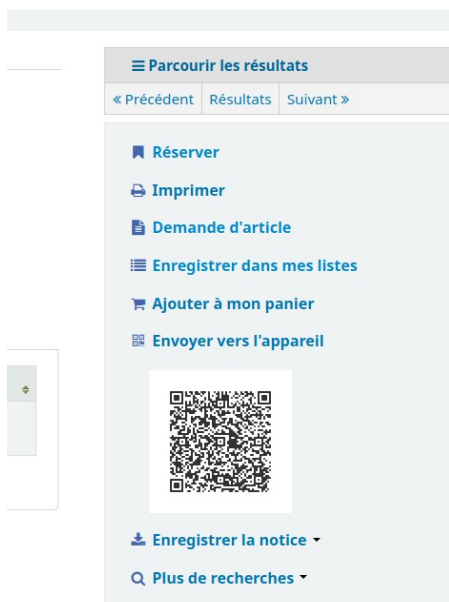 Parcourir les résultats
« Précédent Résultats Suivant »
Réserver
Imprimer
Demande d'article
Enregistrer dans mes listes
Ajouter à mon panier
Envoyer vers l'appareil
Enregistrer la notice
Plus de recherches